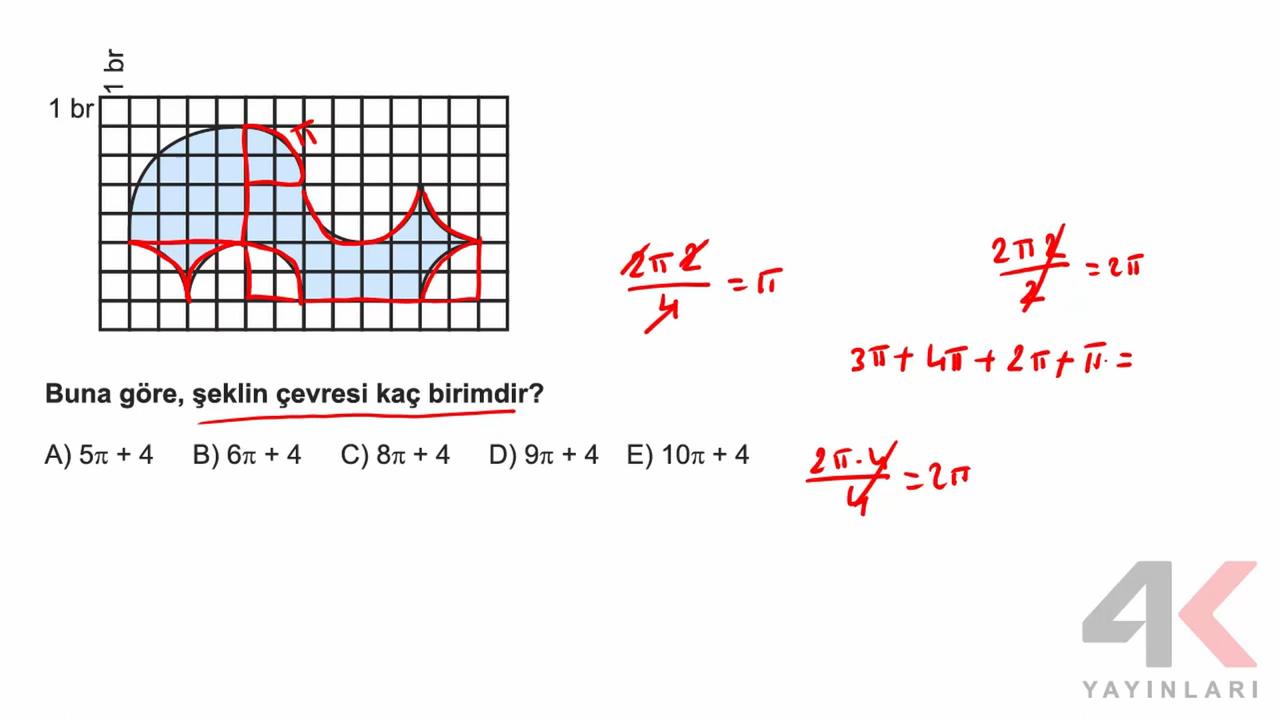 1 br
1 br
π
2π2/4 = π
2π2/2 = 2π
3π + 4π + 2π + π =
Buna göre, şeklin çevresi kaç birimdir?
A) 5π + 4 B) 6π + 4 C) 8π + 4 D) 9π + 4 E) 10π + 4
2π·4/4 = 2π
4K
YAYINLARI